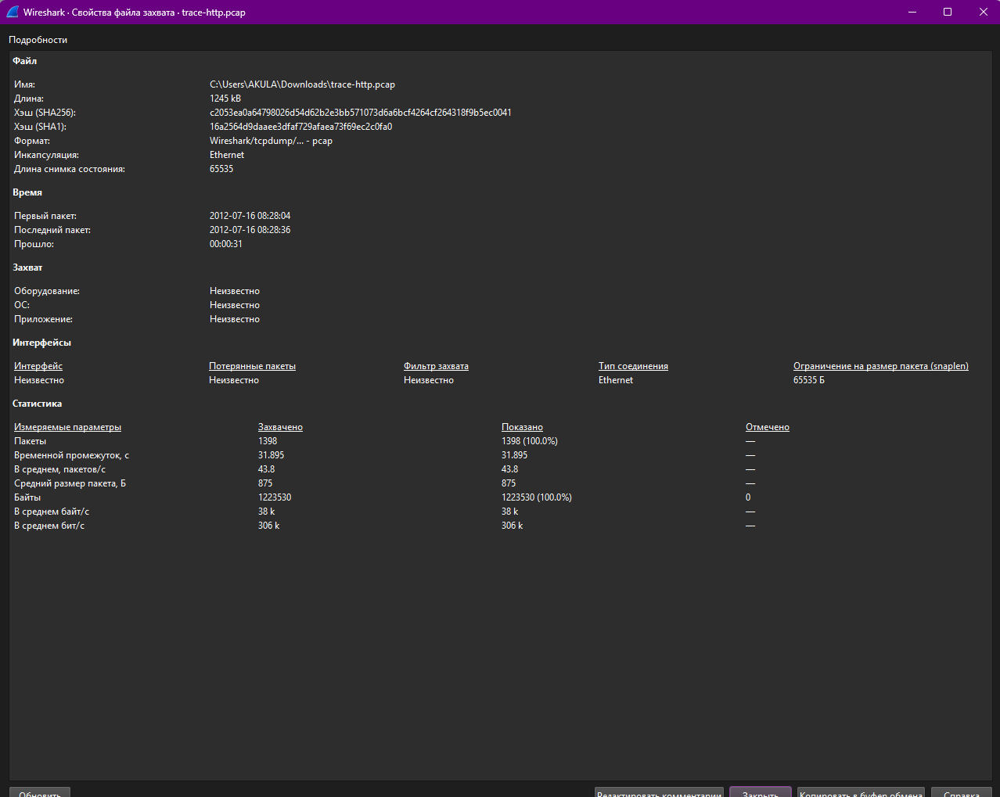 Wireshark · Свойства файла захвата · trace-http.pcap
Подробности
Файл
Имя: C:\Users\AKULA\Downloads\trace-http.pcap
Длина: 1245 kB
Хэш (SHA256): c2053ea0a64798026d54d62b2e3bb571073d6a6bcf4264cf264318f9b5ec0041
Хэш (SHA1): 16a2564d9daaee3dfaf729afaea73f69ec2c0fa0
Формат: Wireshark/tcpdump/... - pcap
Инкапсуляция: Ethernet
Длина снимка состояния: 65535
Время
Первый пакет: 2012-07-16 08:28:04
Последний пакет: 2012-07-16 08:28:36
Прошло: 00:00:31
Захват
Оборудование: Неизвестно
ОС: Неизвестно
Приложение: Неизвестно
Интерфейсы
Интерфейс Потерянные пакеты Фильтр захвата Тип соединения Ограничение на размер пакета (snaplen)
Неизвестно Неизвестно Неизвестно Ethernet 65535 Б
Статистика
Измеряемые параметры Захвачено Показано Отмечено
Пакеты 1398 1398 (100.0%) —
Временной промежуток, с 31.895 31.895 —
В среднем, пакетов/с 43.8 43.8 —
Средний размер пакета, Б 875 875 —
Байты 1223530 1223530 (100.0%) 0
В среднем байт/с 38 k 38 k —
В среднем бит/с 306 k 306 k —
Обновить Редактировать комментарии Закрыть Копировать в буфер обмена Справка